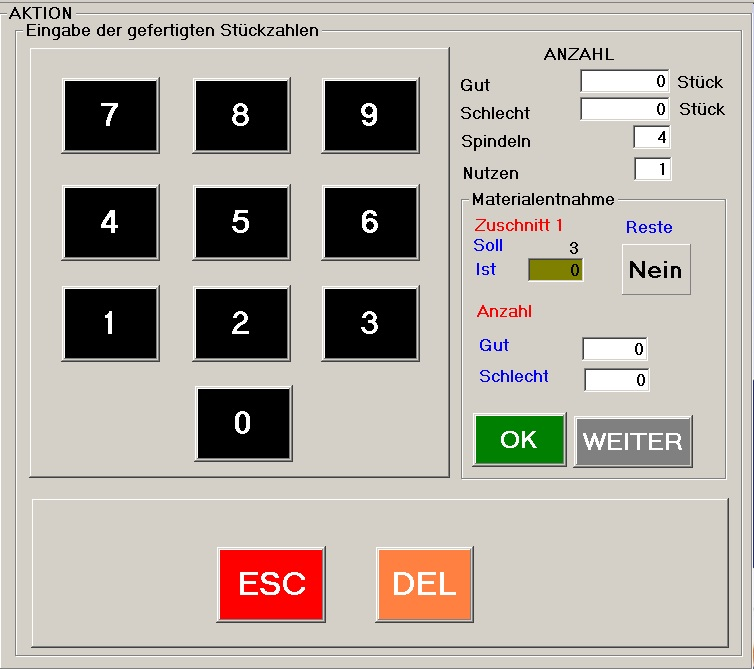 AKTION
Eingabe der gefertigten Stückzahlen
7 8 9
4 5 6
1 2 3
0
ANZAHL
Gut 0 Stück
Schlecht 0 Stück
Spindeln 4
Nutzen 1
Materialentnahme
Zuschnitt 1 Reste
Soll 3
Ist 0 Nein
Anzahl
Gut 0
Schlecht 0
OK WEITER
ESC DEL